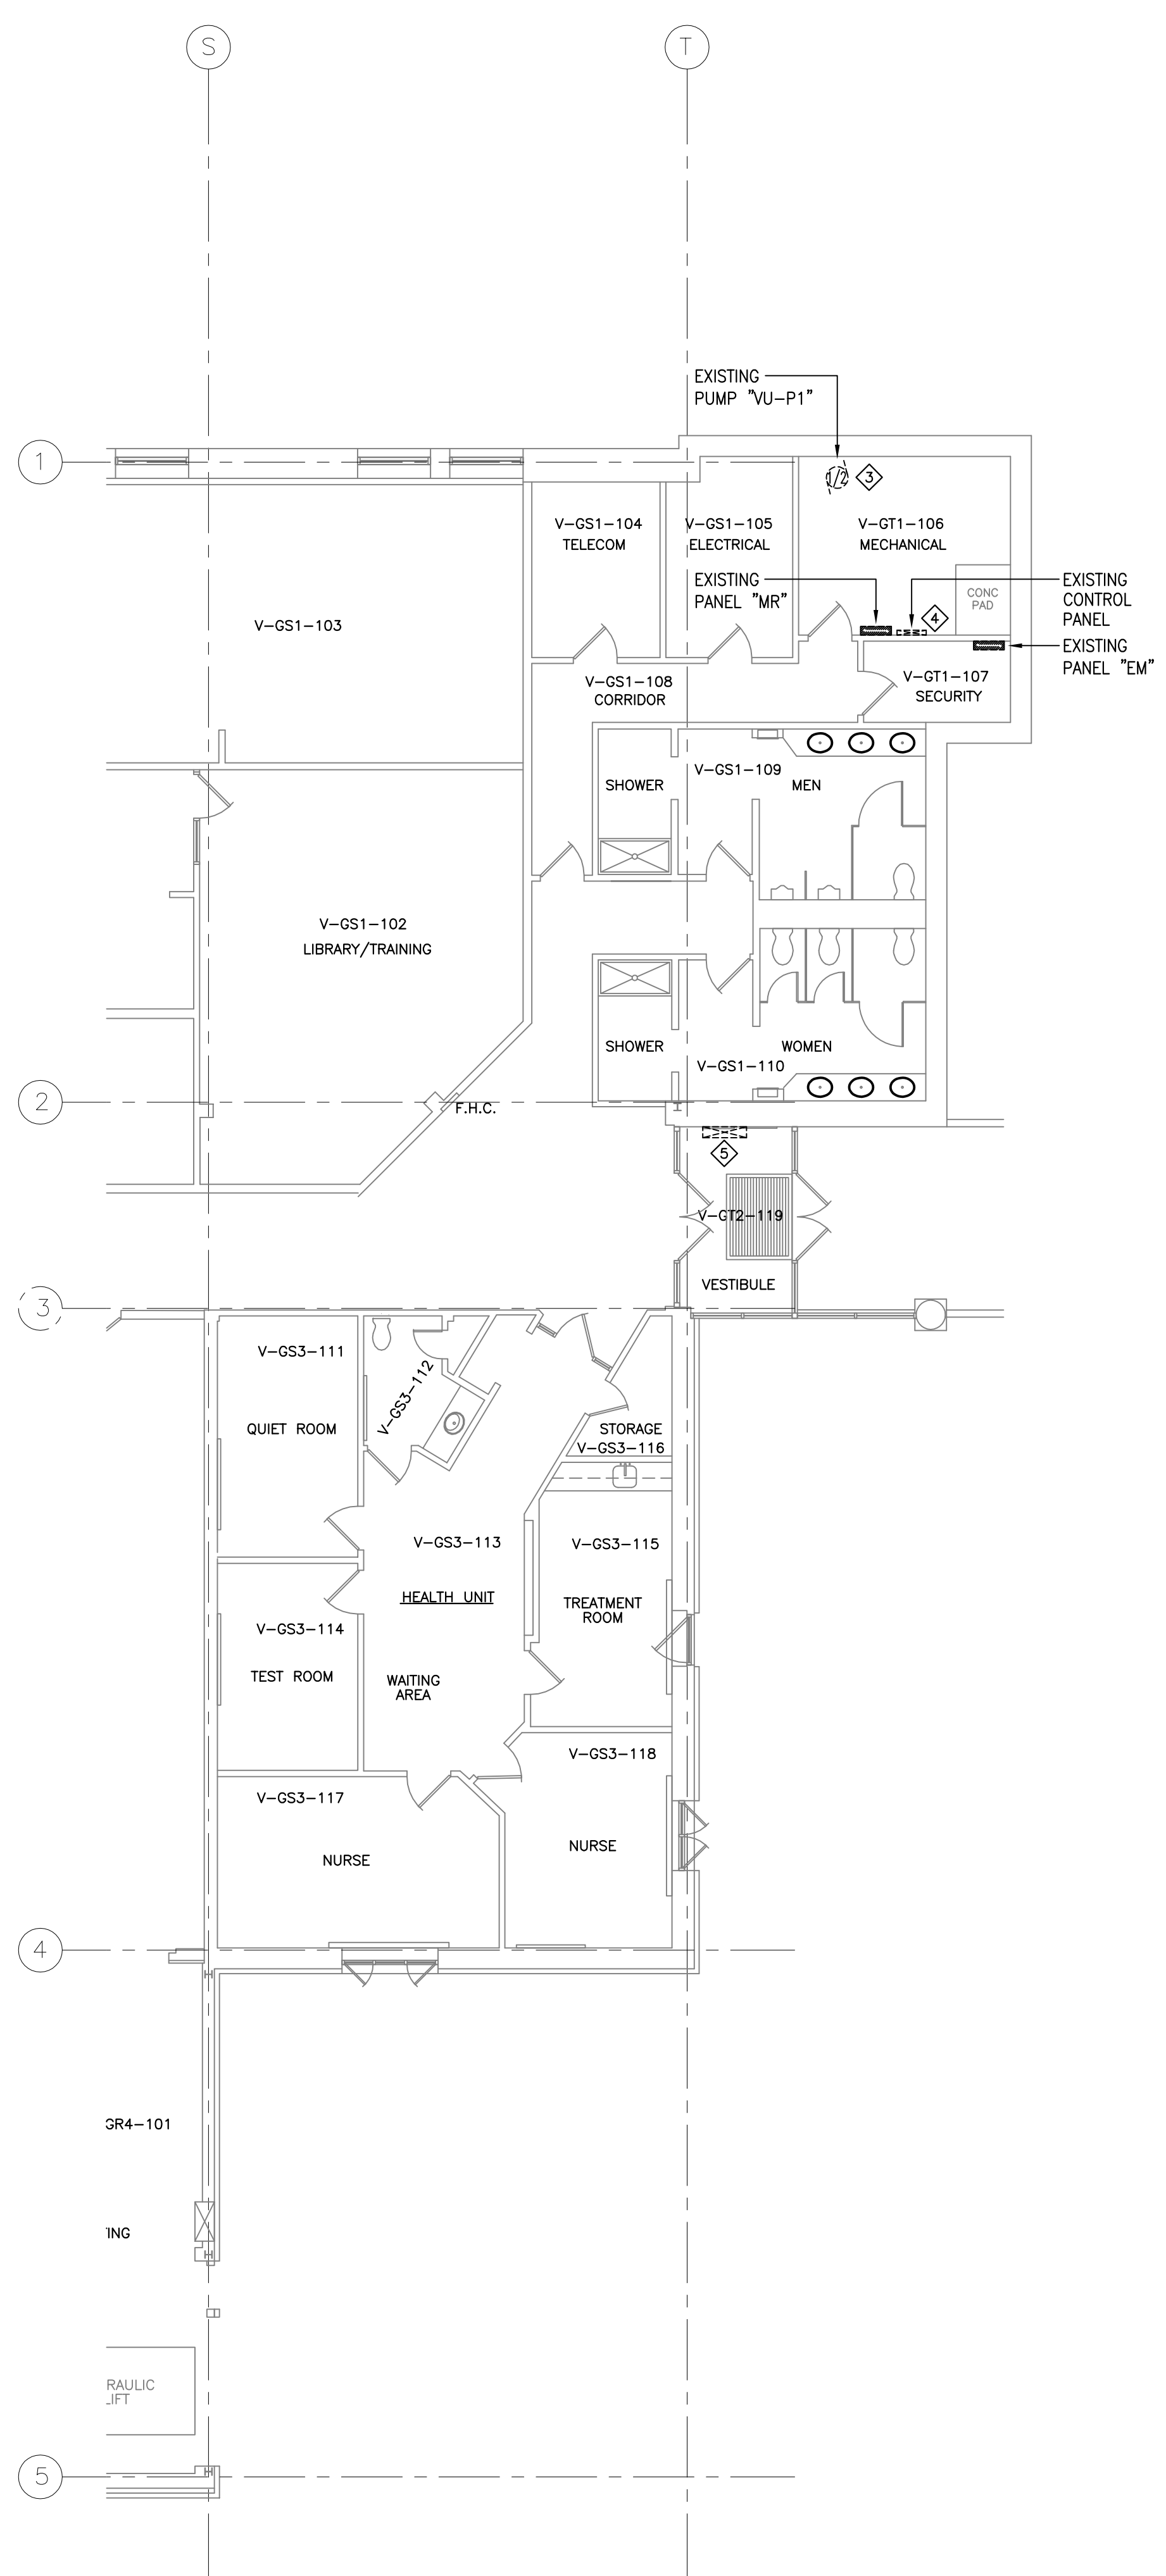 S
T
EXISTING
PUMP "VU-P1"
1
1/2
3
V-GS1-104
TELECOM
V-GS1-105
ELECTRICAL
V-GT1-106
MECHANICAL
EXISTING
PANEL "MR"
CONC
PAD
EXISTING
CONTROL
PANEL
4
V-GS1-103
EXISTING
PANEL "EM"
V-GS1-108
CORRIDOR
V-GT1-107
SECURITY
V-GS1-109
SHOWER
MEN
V-GS1-102
LIBRARY/TRAINING
SHOWER
WOMEN
V-GS1-110
2
F.H.C.
5
V-GT2-119
VESTIBULE
3
V-GS3-111
V-GS3-112
QUIET ROOM
STORAGE
V-GS3-116
V-GS3-113
V-GS3-115
HEALTH UNIT
TREATMENT
ROOM
V-GS3-114
TEST ROOM
WAITING
AREA
V-GS3-118
V-GS3-117
NURSE
NURSE
4
GR4-101
ING
RAULIC
LIFT
5